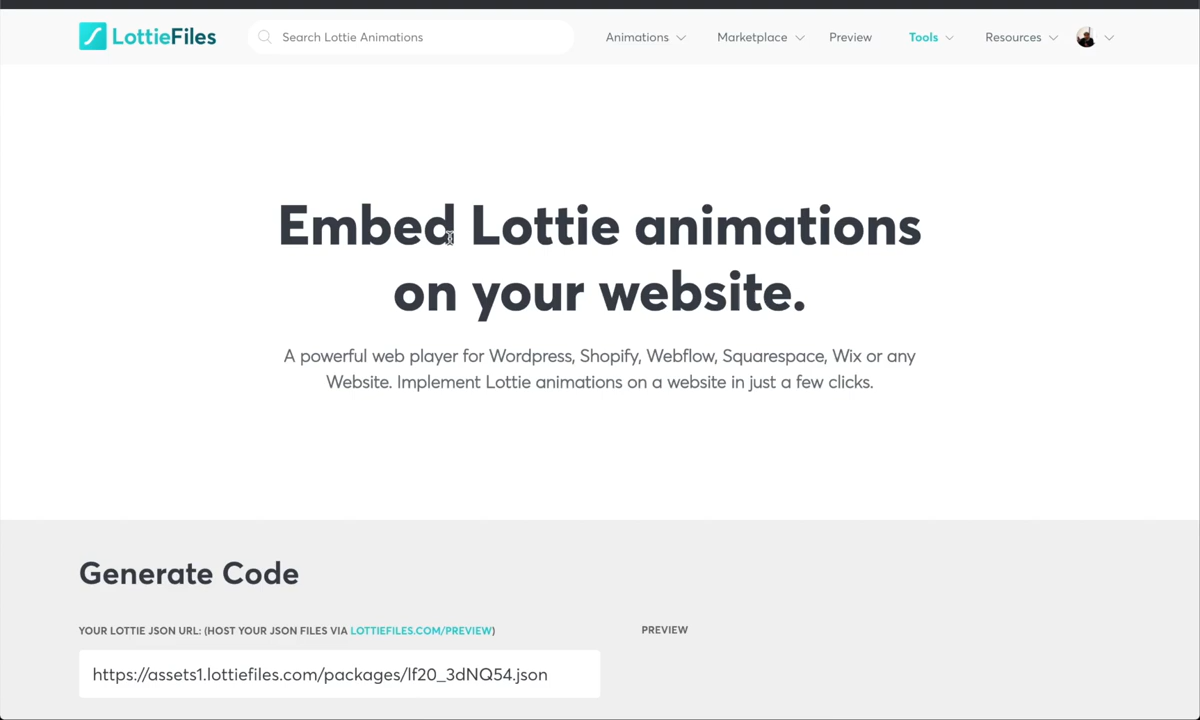 LottieFiles
Search Lottie Animations
Animations
Marketplace
Preview
Tools
Resources
Embed Lottie animations
on your website.
A powerful web player for Wordpress, Shopify, Webflow, Squarespace, Wix or any
Website. Implement Lottie animations on a website in just a few clicks.
Generate Code
YOUR LOTTIE JSON URL: (HOST YOUR JSON FILES VIA LOTTIEFILES.COM/PREVIEW)
PREVIEW
https://assets1.lottiefiles.com/packages/lf20_3dNQ54.json